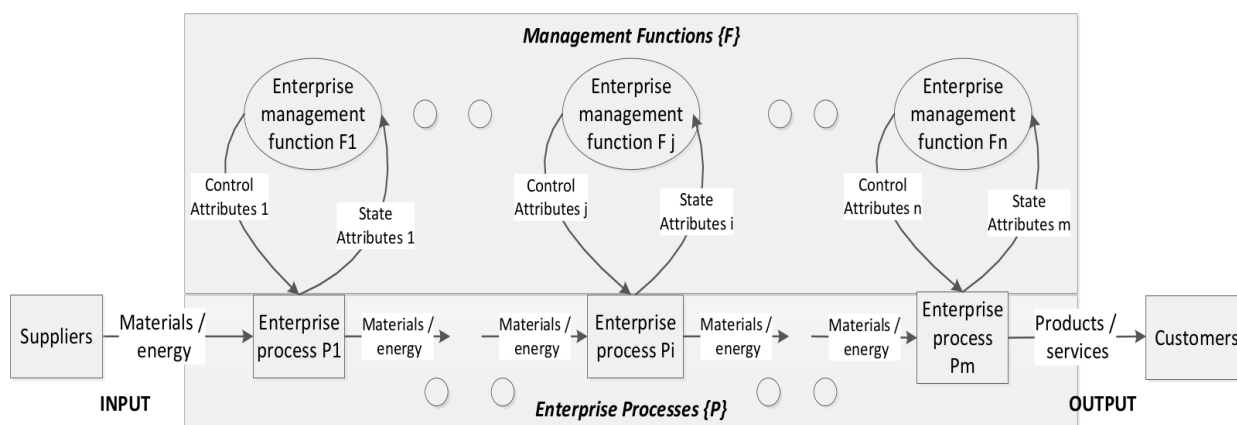 Management Functions {F}
Enterprise
management
function F1
Enterprise
management
function F j
Enterprise
management
function Fn
Control
Attributes 1
State
Attributes 1
Control
Attributes j
State
Attributes i
Control
Attributes n
State
Attributes m
Suppliers
Materials /
energy
Enterprise
process P1
Materials /
energy
Materials /
energy
Enterprise
process Pi
Materials /
energy
Materials /
energy
Enterprise
process
Pm
Products /
services
Customers
INPUT
Enterprise Processes {P}
OUTPUT